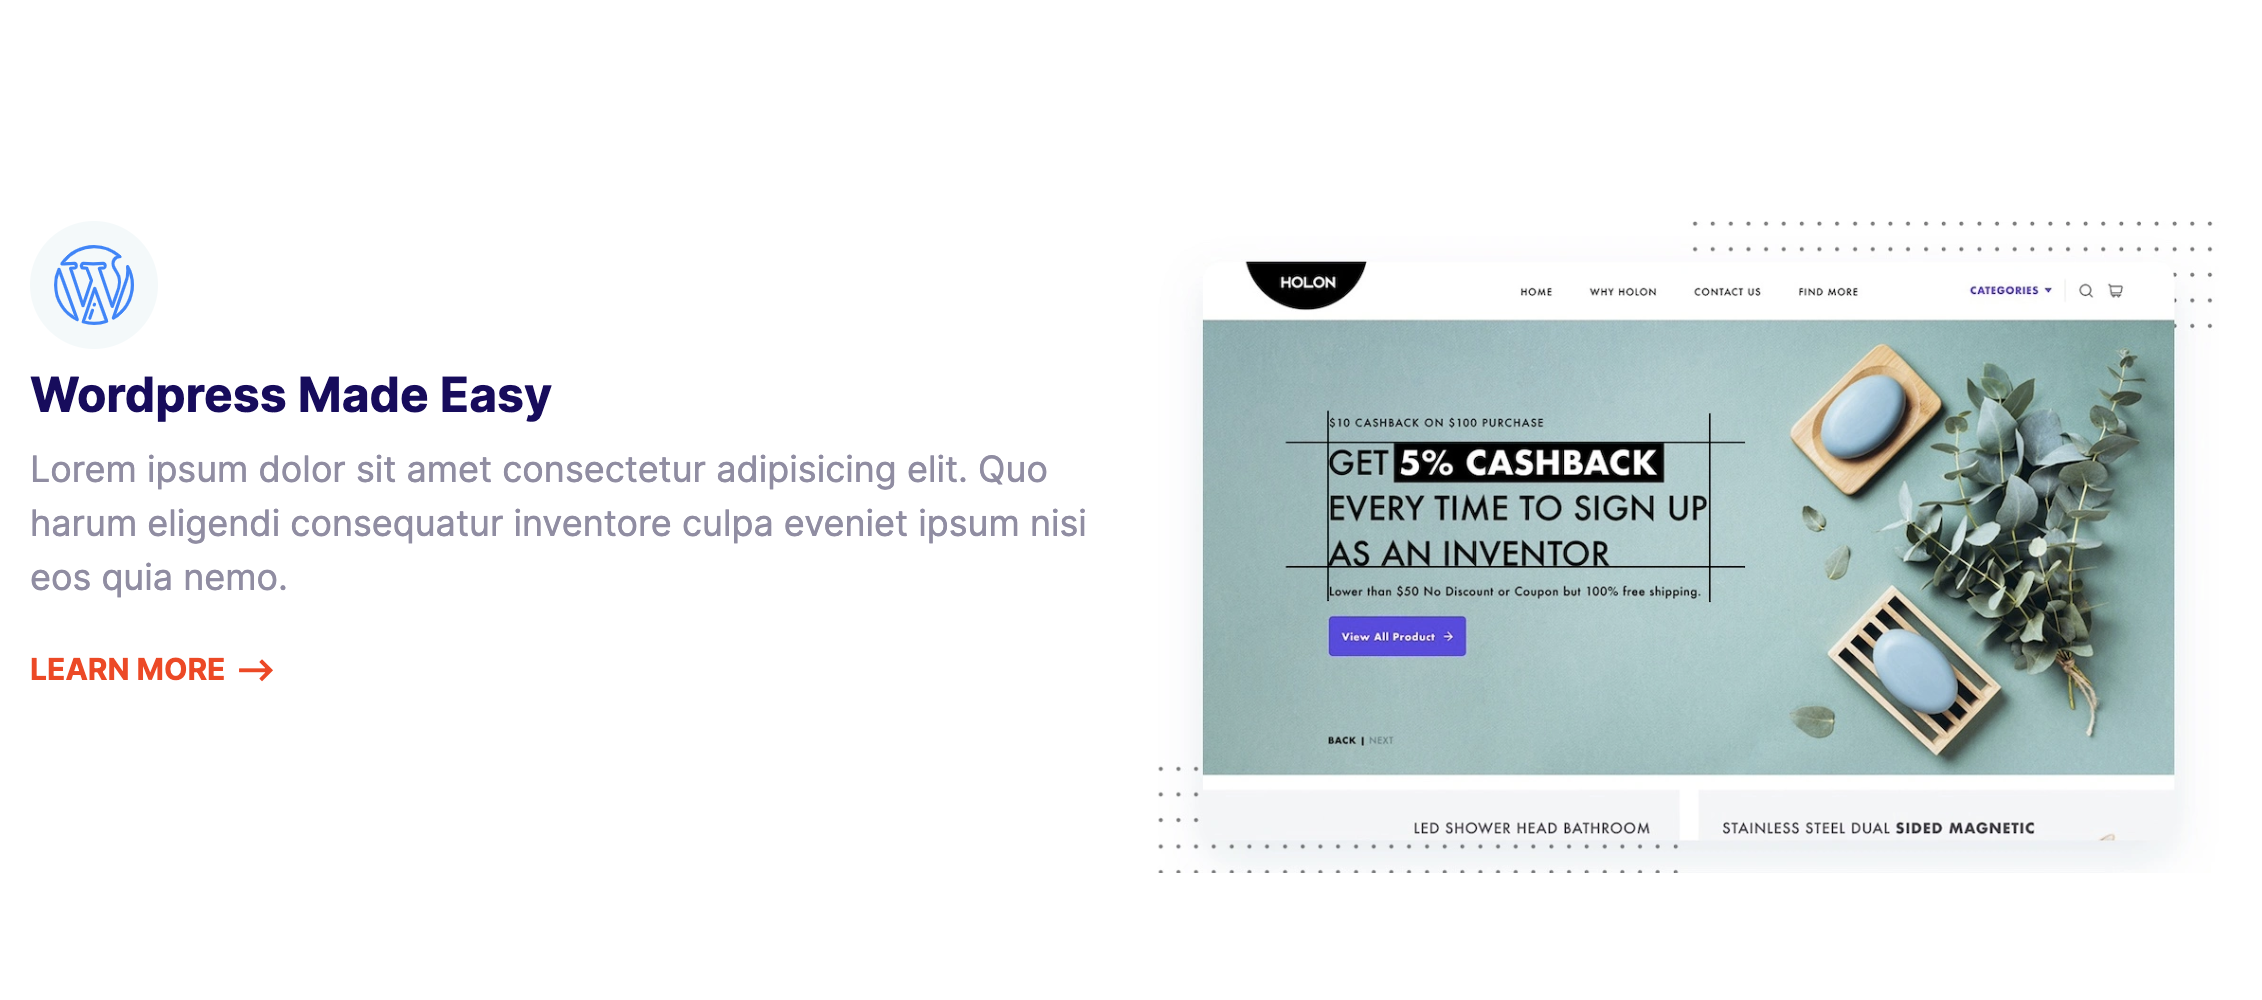 Wordpress Made Easy
Lorem ipsum dolor sit amet consectetur adipisicing elit. Quo
harum eligendi consequatur inventore culpa eveniet ipsum nisi
eos quia nemo.
LEARN MORE
HOLON
HOME WHY HOLON CONTACT US FIND MORE CATEGORIES
$10 CASHBACK ON $100 PURCHASE
GET 5% CASHBACK
EVERY TIME TO SIGN UP
AS AN INVENTOR
Lower than $50 No Discount or Coupon but 100% free shipping.
View All Product
BACK | NEXT
LED SHOWER HEAD BATHROOM
STAINLESS STEEL DUAL SIDED MAGNETIC